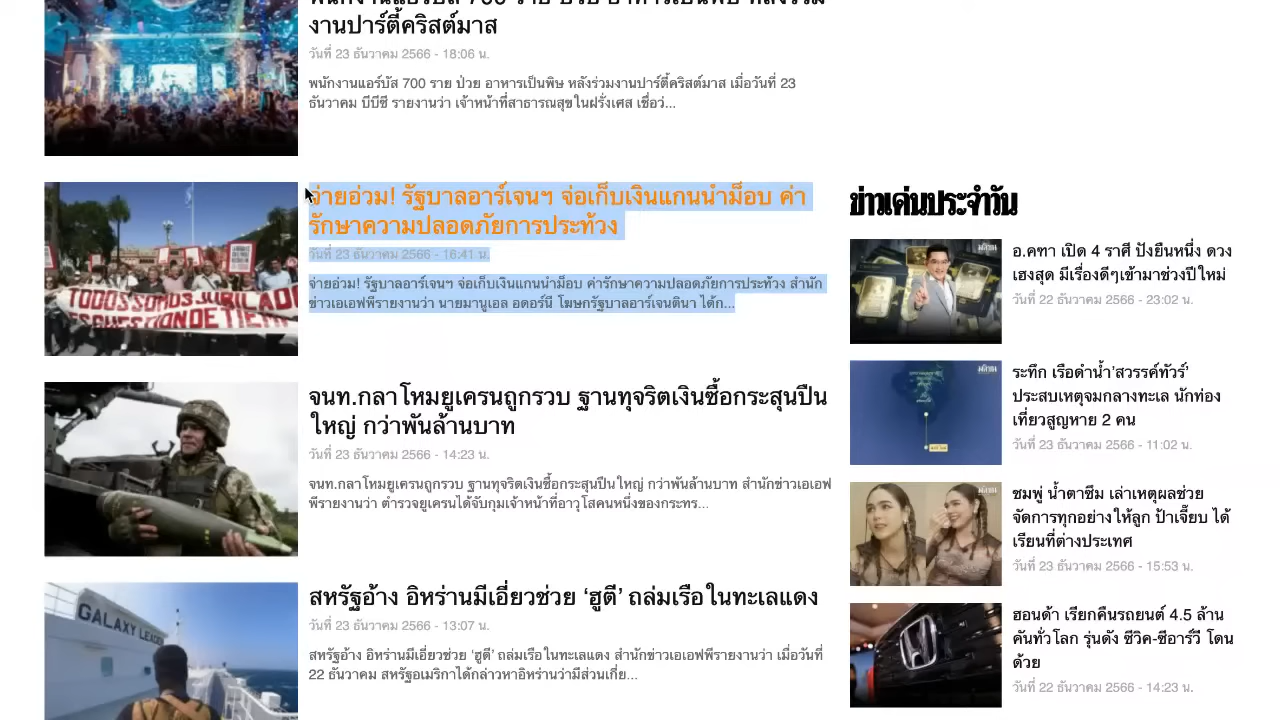 งานปาร์ตี้คริสต์มาส
วันที่ 23 ธันวาคม 2566 - 18:06 น.
พนักงานแอร์บัส 700 ราย ป่วย อาหารเป็นพิษ หลังร่วมงานปาร์ตี้คริสต์มาส เมื่อวันที่ 23
ธันวาคม บีบีซี รายงานว่า เจ้าหน้าที่สาธารณสุขในฝรั่งเศส เชื่อว่...
จ่ายอ่วม! รัฐบาลอาร์เจนฯ จ่อเก็บเงินแกนนำม็อบ ค่า
รักษาความปลอดภัยการประท้วง
วันที่ 23 ธันวาคม 2566 - 16:41 น.
จ่ายอ่วม! รัฐบาลอาร์เจนฯ จ่อเก็บเงินแกนนำม็อบ ค่ารักษาความปลอดภัยการประท้วง สำนัก
ข่าวเอเอฟพีรายงานว่า นายมานูเอล อดอร์นี โฆษกรัฐบาลอาร์เจนตินา ได้ก...
TODOS SOMOS JUBILADO
ES QUESTION DE TIEM
จนท.กลาโหมยูเครนถูกรวบ ฐานทุจริตเงินซื้อกระสุนปืน
ใหญ่ กว่าพันล้านบาท
วันที่ 23 ธันวาคม 2566 - 14:23 น.
จนท.กลาโหมยูเครนถูกรวบ ฐานทุจริตเงินซื้อกระสุนปืนใหญ่ กว่าพันล้านบาท สำนักข่าวเอเอฟ
พีรายงานว่า ตำรวจยูเครนได้จับกุมเจ้าหน้าที่อาวุโสคนหนึ่งของกระทร...
สหรัฐอ้าง อิหร่านมีเอี่ยวช่วย ‘ฮูตี’ ถล่มเรือในทะเลแดง
วันที่ 23 ธันวาคม 2566 - 13:07 น.
สหรัฐอ้าง อิหร่านมีเอี่ยวช่วย ‘ฮูตี’ ถล่มเรือในทะเลแดง สำนักข่าวเอเอฟพีรายงานว่า เมื่อวันที่
22 ธันวาคม สหรัฐอเมริกาได้กล่าวหาอิหร่านว่ามีส่วนเกี่ย...
GALAXY LEADER
ข่าวเด่นประจำวัน
อ.คฑา เปิด 4 ราศี ปังยืนหนึ่ง ดวง
เฮงสุด มีเรื่องดีๆเข้ามาช่วงปีใหม่
วันที่ 22 ธันวาคม 2566 - 23:02 น.
ระทึก เรือดำน้ำ‘สวรรค์ทัวร์’
ประสบเหตุจมกลางทะเล นักท่อง
เที่ยวสูญหาย 2 คน
วันที่ 23 ธันวาคม 2566 - 11:02 น.
ชมพู่ น้ำตาซึม เล่าเหตุผลช่วย
จัดการทุกอย่างให้ลูก ป้าเจี๊ยบ ได้
เรียนที่ต่างประเทศ
วันที่ 23 ธันวาคม 2566 - 15:53 น.
ฮอนด้า เรียกคืนรถยนต์ 4.5 ล้าน
คันทั่วโลก รุ่นดัง ซีวิค-ซีอาร์วี โดน
ด้วย
วันที่ 22 ธันวาคม 2566 - 14:23 น.